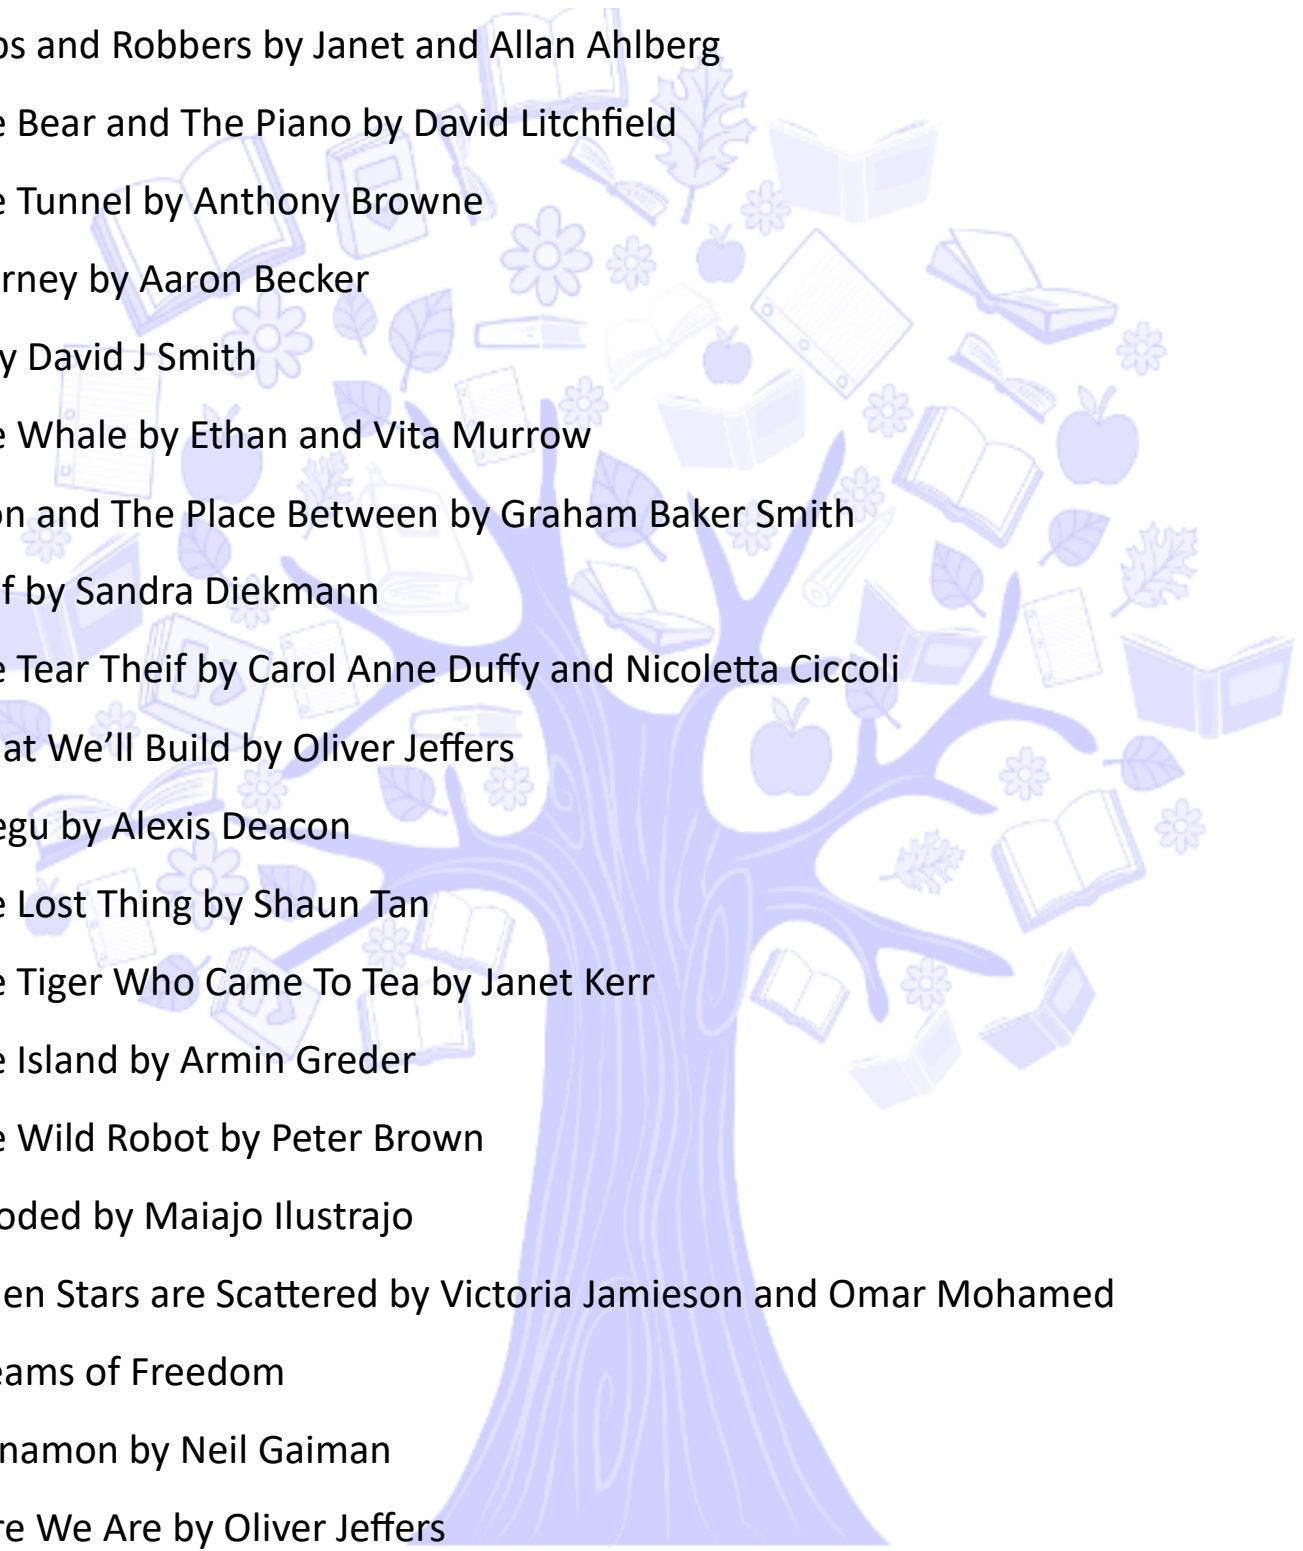 os and Robbers by Janet and Allan Ahlberg
e Bear and The Piano by David Litchfield
e Tunnel by Anthony Browne
rney by Aaron Becker
y David J Smith
e Whale by Ethan and Vita Murrow
on and The Place Between by Graham Baker Smith
f by Sandra Diekmann
e Tear Theif by Carol Anne Duffy and Nicoletta Ciccoli
at We’ll Build by Oliver Jeffers
egu by Alexis Deacon
e Lost Thing by Shaun Tan
e Tiger Who Came To Tea by Janet Kerr
e Island by Armin Greder
e Wild Robot by Peter Brown
oded by Maiajo Ilustrajo
en Stars are Scattered by Victoria Jamieson and Omar Mohamed
eams of Freedom
namon by Neil Gaiman
re We Are by Oliver Jeffers